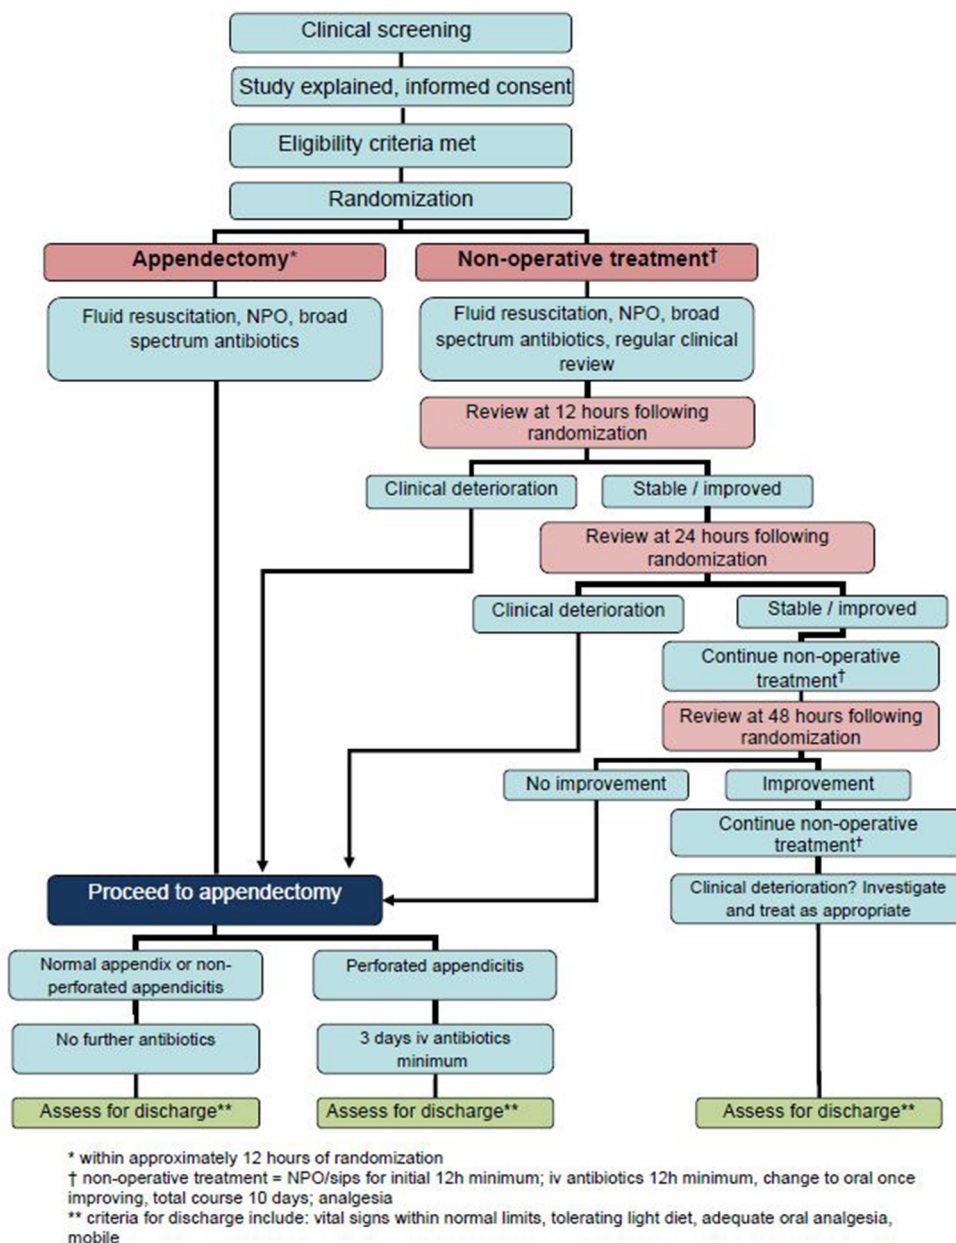 Clinical screening
Study explained, informed consent
Eligibility criteria met
Randomization
Appendectomy*
Non-operative treatment†
Fluid resuscitation, NPO, broad
spectrum antibiotics
Fluid resuscitation, NPO, broad
spectrum antibiotics, regular clinical
review
Review at 12 hours following
randomization
Clinical deterioration
Stable / improved
Review at 24 hours following
randomization
Clinical deterioration
Stable / improved
Continue non-operative
treatment†
Review at 48 hours following
randomization
No improvement
Improvement
Continue non-operative
treatment†
Clinical deterioration? Investigate
and treat as appropriate
Proceed to appendectomy
Normal appendix or non-
perforated appendicitis
Perforated appendicitis
No further antibiotics
3 days iv antibiotics
minimum
Assess for discharge**
Assess for discharge**
Assess for discharge**
* within approximately 12 hours of randomization
† non-operative treatment = NPO/sips for initial 12h minimum; iv antibiotics 12h minimum, change to oral once
improving, total course 10 days; analgesia
** criteria for discharge include: vital signs within normal limits, tolerating light diet, adequate oral analgesia,
mobile